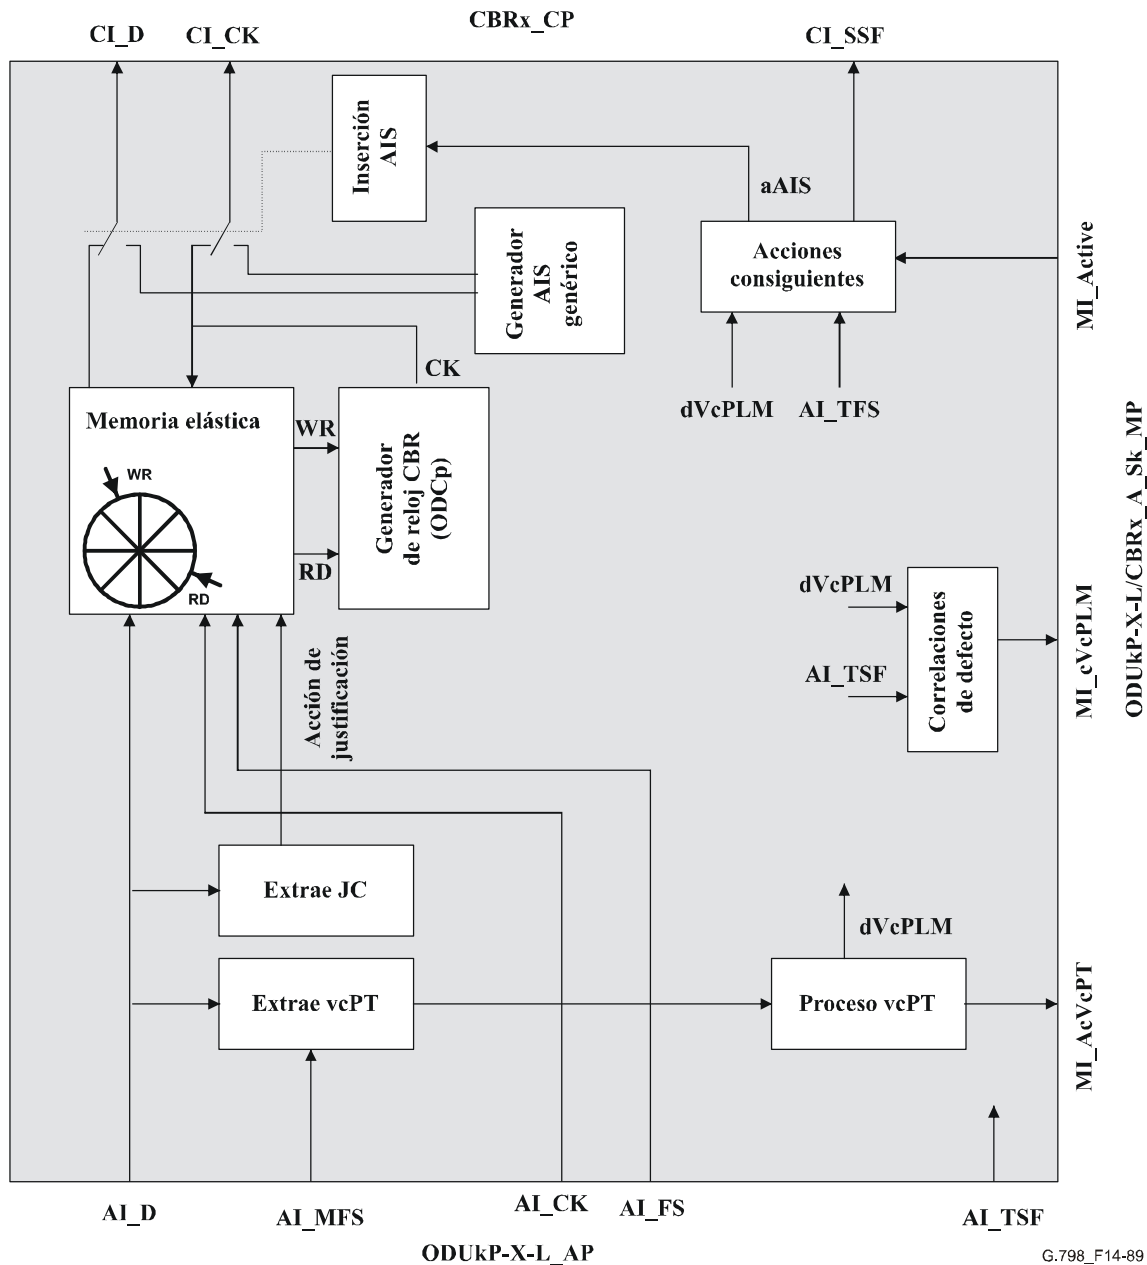 CBRx_CP
CI_D
CI_CK
CI_SSF
Inserción
AIS
aAIS
Generador
AIS
genérico
Acciones
consiguientes
MI_Active
CK
dVcPLM
AI_TFS
Memoria elástica
WR
WR
RD
RD
Generador
de reloj CBR
(ODCp)
dVcPLM
AI_TSF
Correlaciones
de defecto
MI_cVcPLM
ODUkP-X-L/CBRx_A_Sk_MP
Acción de
justificación
Extrae JC
dVcPLM
Extrae vcPT
Proceso vcPT
MI_AcVcPT
AI_D
AI_MFS
AI_CK
AI_FS
AI_TSF
ODUkP-X-L_AP
G.798_F14-89